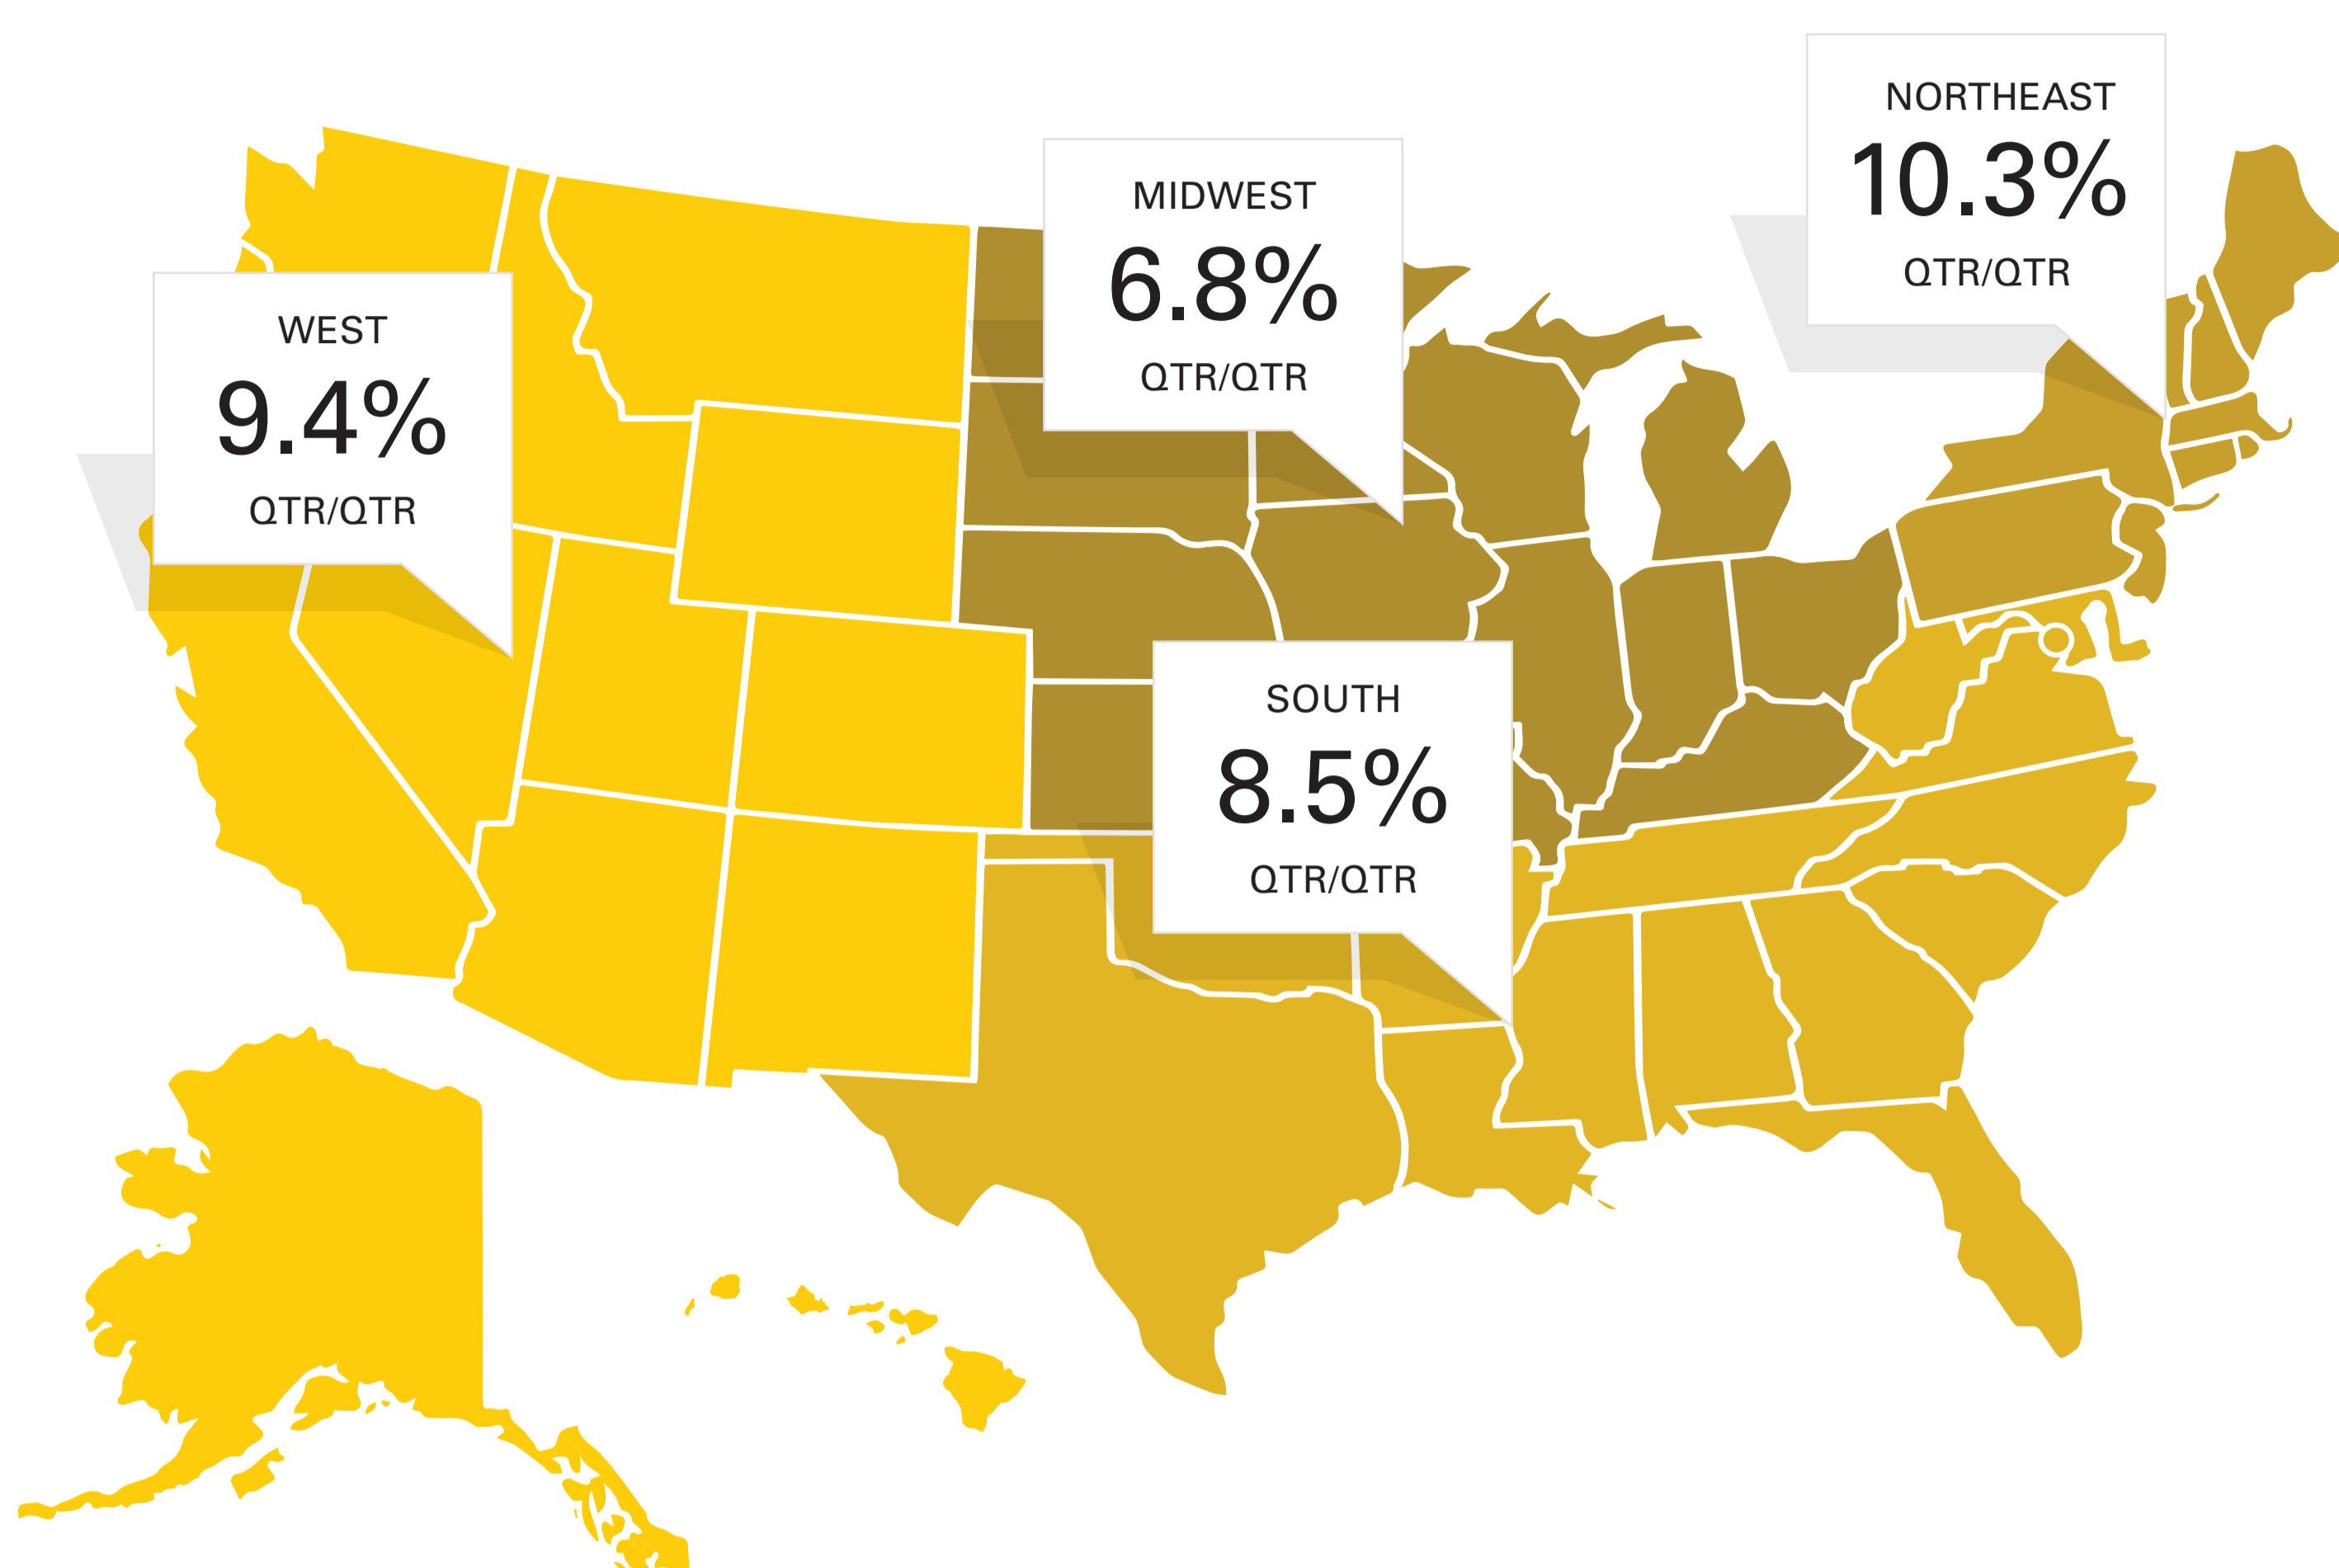 NORTHEAST
10.3%
QTR/QTR
MIDWEST
6.8%
QTR/QTR
WEST
9.4%
QTR/QTR
SOUTH
8.5%
QTR/QTR